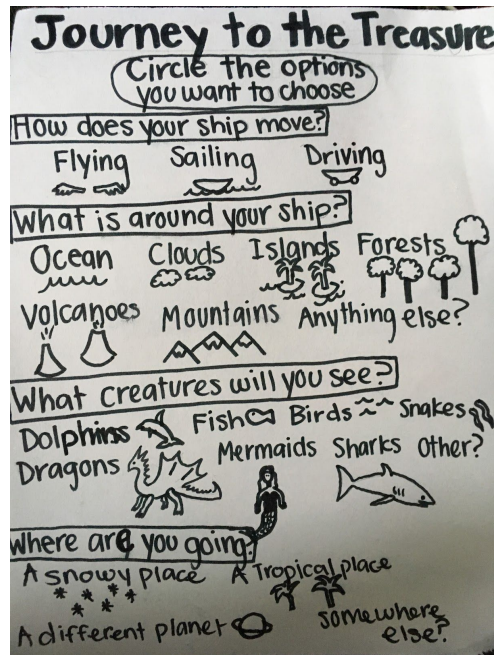 Journey to the Treasure
Circle the options
you want to choose
How does your ship move?
Flying Sailing Driving
What is around your ship?
Ocean Clouds Islands Forests
Volcanoes Mountains Anything else?
What creatures will you see?
Dolphins Fish Birds Snakes
Dragons Mermaids Sharks Other?
Where are you going?
A snowy place A Tropical place
A different planet Somewhere
else?